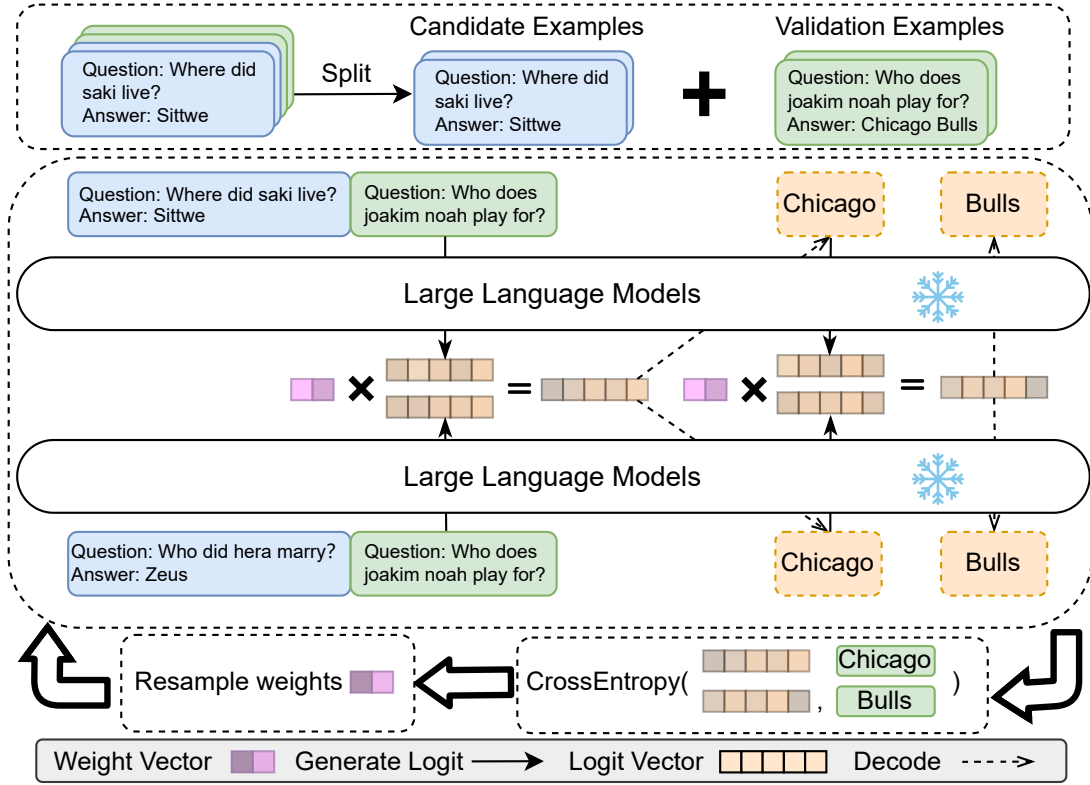 Candidate Examples
Validation Examples
Question: Where did
saki live?
Answer: Sittwe
Split
Question: Where did
saki live?
Answer: Sittwe
Question: Who does
joakim noah play for?
Answer: Chicago Bulls
Question: Where did saki live?
Answer: Sittwe
Question: Who does
joakim noah play for?
Chicago
Bulls
Large Language Models
Large Language Models
Question: Who did hera marry?
Answer: Zeus
Question: Who does
joakim noah play for?
Chicago
Bulls
Resample weights
CrossEntropy(
,
Chicago
Bulls
)
Weight Vector
Generate Logit
Logit Vector
Decode